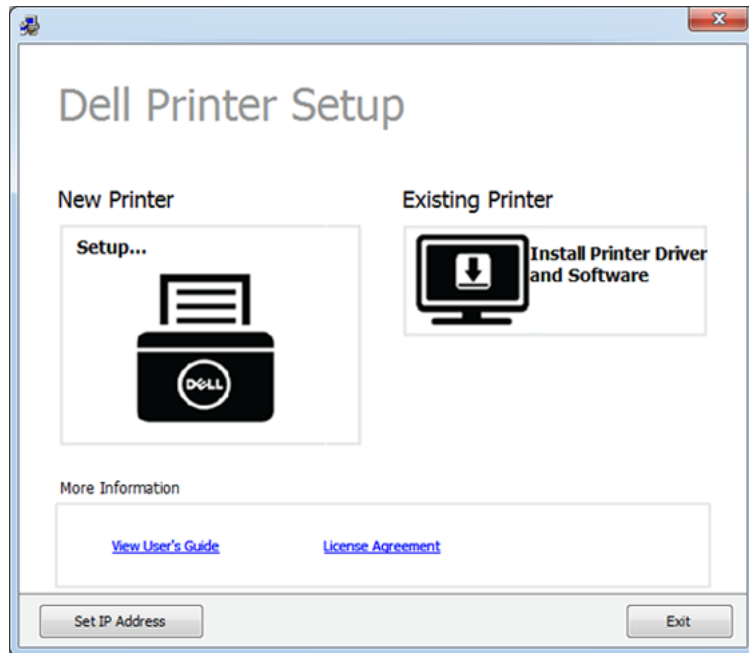 Dell Printer Setup
New Printer
Setup...
DELL
Existing Printer
Install Printer Driver
and Software
More Information
View User's Guide
License Agreement
Set IP Address
Exit